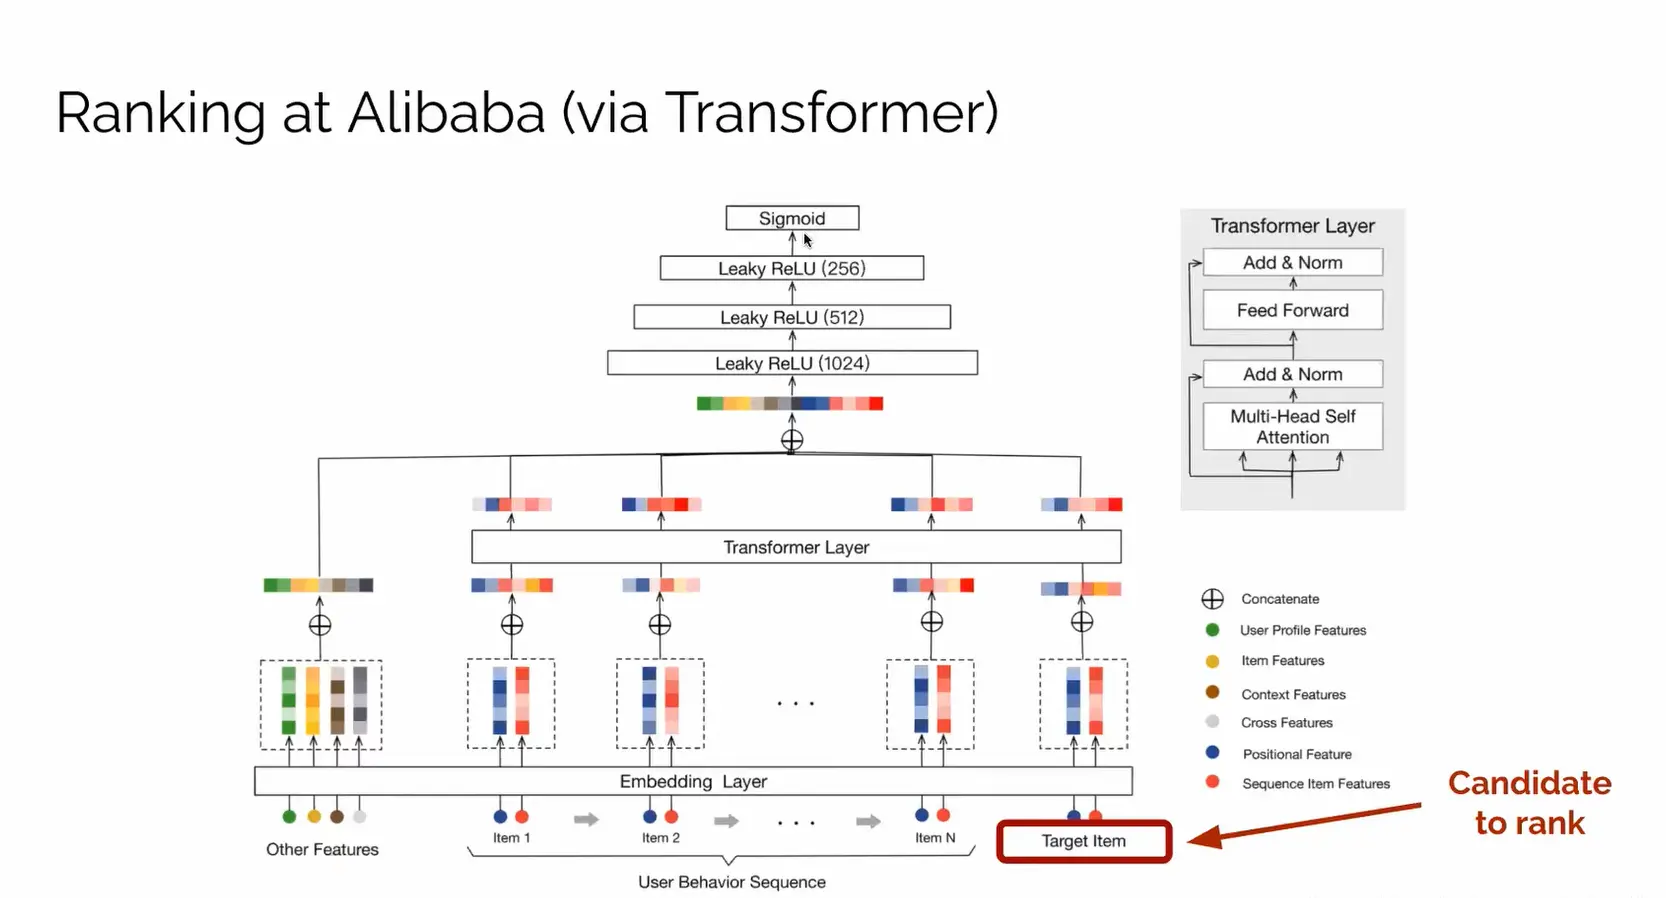 Ranking at Alibaba (via Transformer)
Sigmoid
Leaky ReLU (256)
Leaky ReLU (512)
Leaky ReLU (1024)
Transformer Layer
Embedding Layer
Other Features
Item 1
Item 2
. . .
Item N
Target Item
User Behavior Sequence
Transformer Layer
Add & Norm
Feed Forward
Add & Norm
Multi-Head Self
Attention
Concatenate
User Profile Features
Item Features
Context Features
Cross Features
Positional Feature
Sequence Item Features
Candidate
to rank